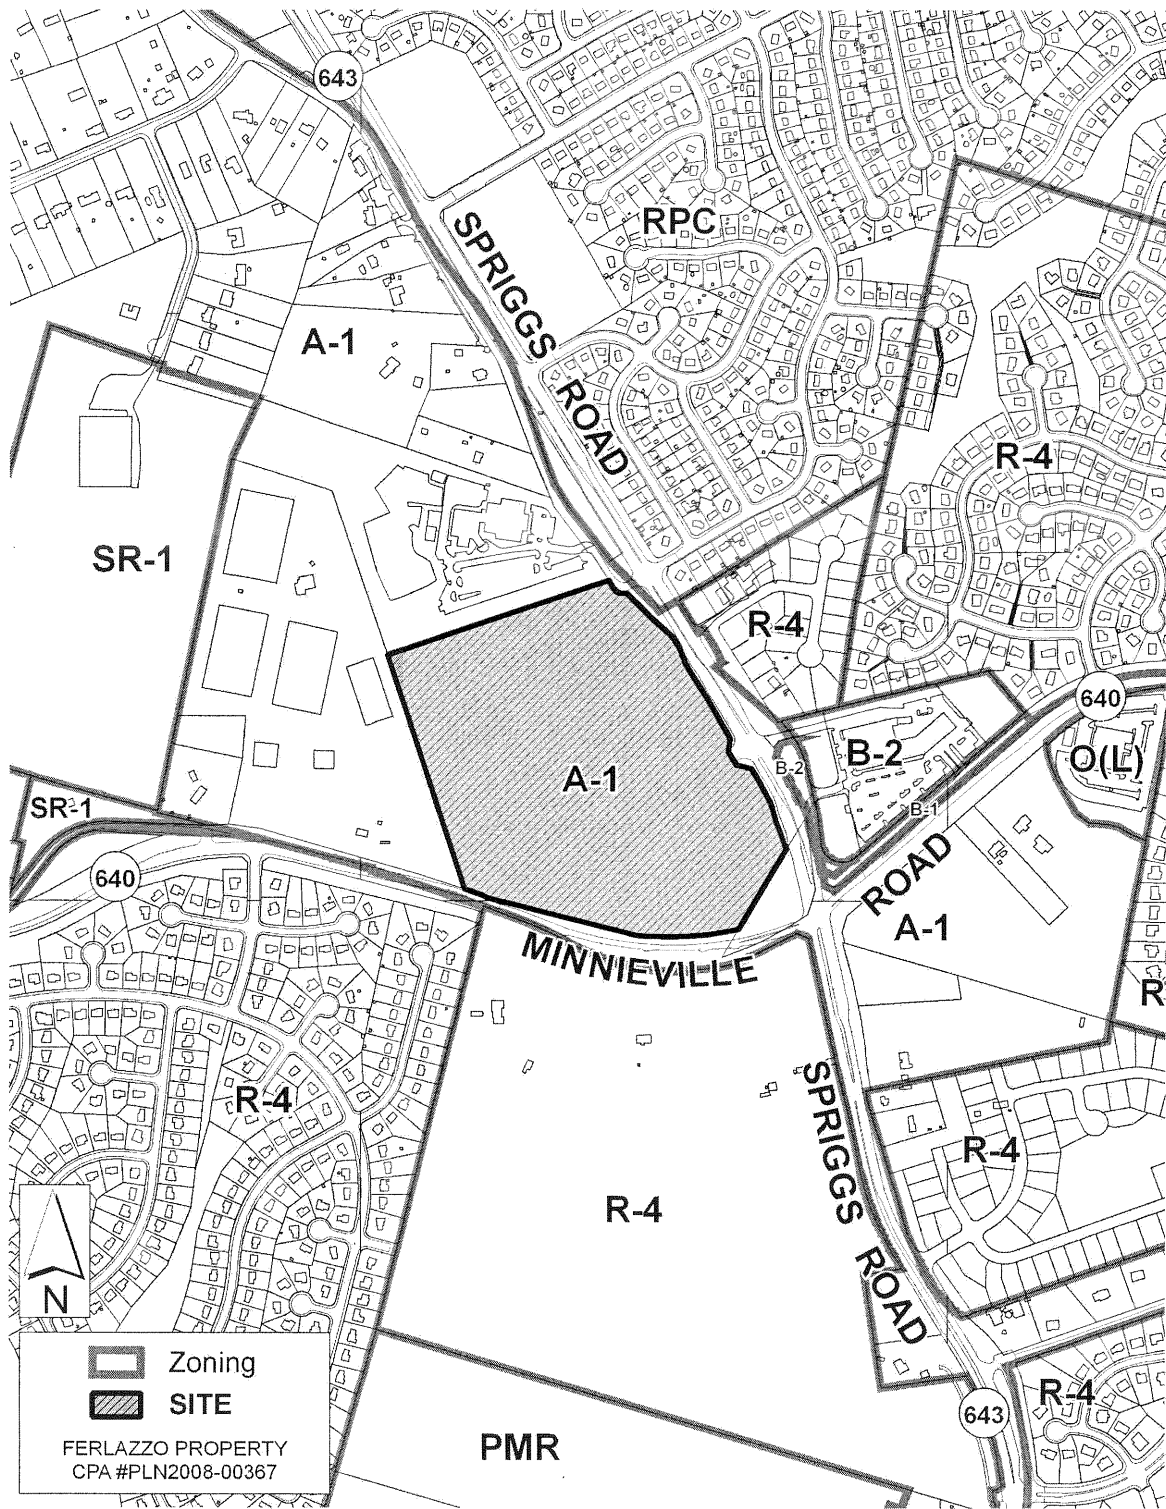 643
RPC
SPRIGGS ROAD
A-1
R-4
SR-1
R-4
640
B-2
O(L)
B-2
A-1
B-1
SR-1
640
ROAD
A-1
MINNIEVILLE
R
SPRIGGS ROAD
R-4
R-4
R-4
N
Zoning
SITE
FERLAZZO PROPERTY
CPA #PLN2008-00367
R-4
643
PMR